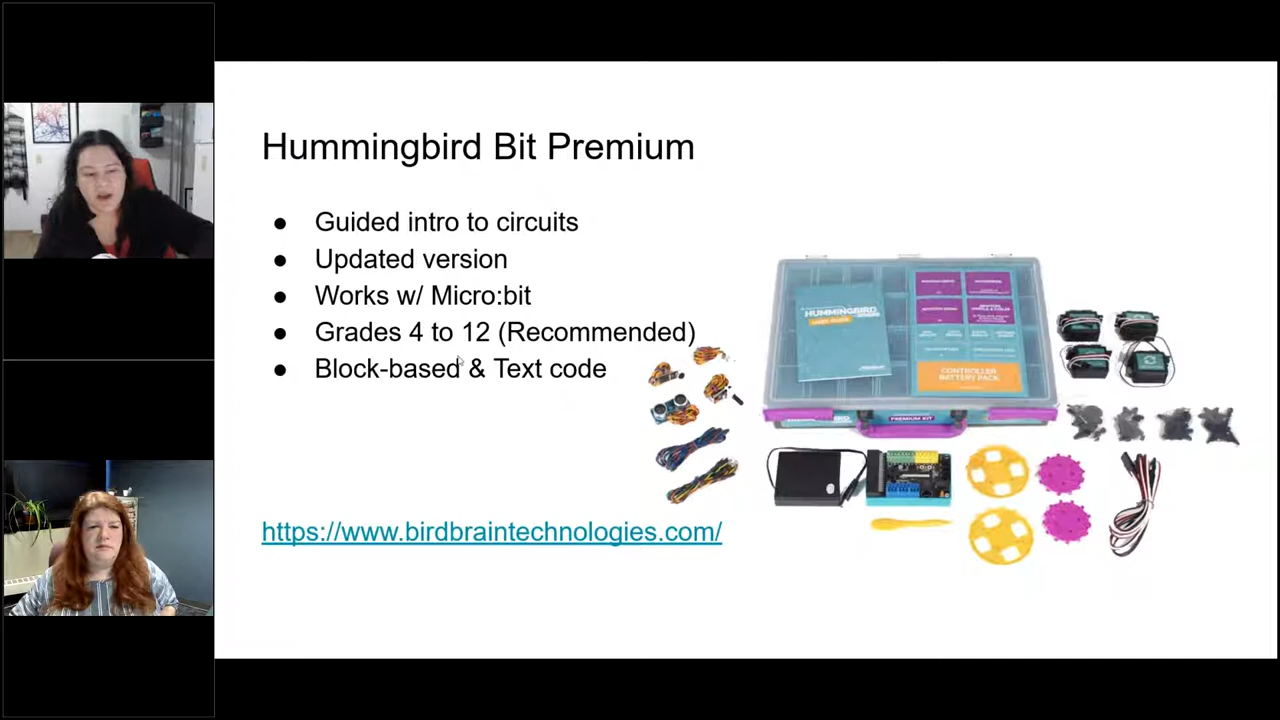 Hummingbird Bit Premium
● Guided intro to circuits
● Updated version
● Works w/ Micro:bit
● Grades 4 to 12 (Recommended)
● Block-based & Text code
https://www.birdbraintechnologies.com/
HUMMINGBIRD
CONTROLLER
BATTERY PACK
PREMIUM KIT